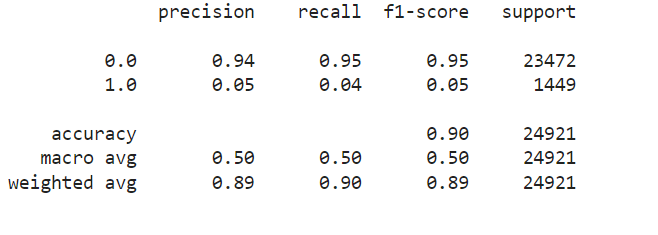 precision recall f1-score support
0.0 0.94 0.95 0.95 23472
1.0 0.05 0.04 0.05 1449
accuracy 0.90 24921
macro avg 0.50 0.50 0.50 24921
weighted avg 0.89 0.90 0.89 24921